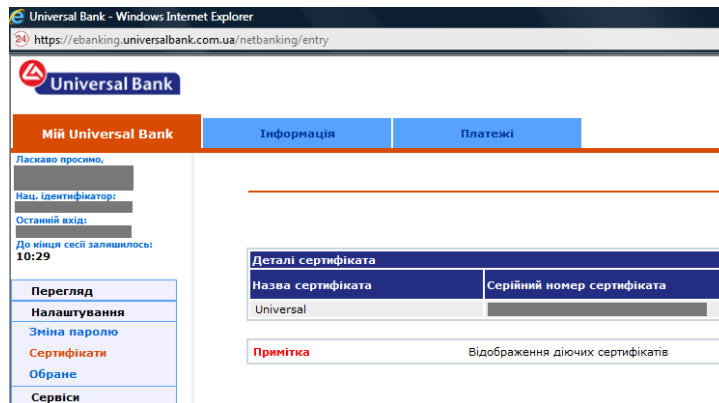 Universal Bank - Windows Internet Explorer
24 https://ebanking.universalbank.com.ua/netbanking/entry
Universal Bank
Мій Universal Bank Інформація Платежі
Ласкаво просимо,
Нац. ідентифікатор:
Останній вхід:
До кінця сесії залишилось:
10:29
Перегляд
Налаштування
Зміна паролю
Сертифікати
Обране
Сервіси
Деталі сертифіката
Назва сертифіката Серійний номер сертифіката
Universal
Примітка Відображення діючих сертифікатів